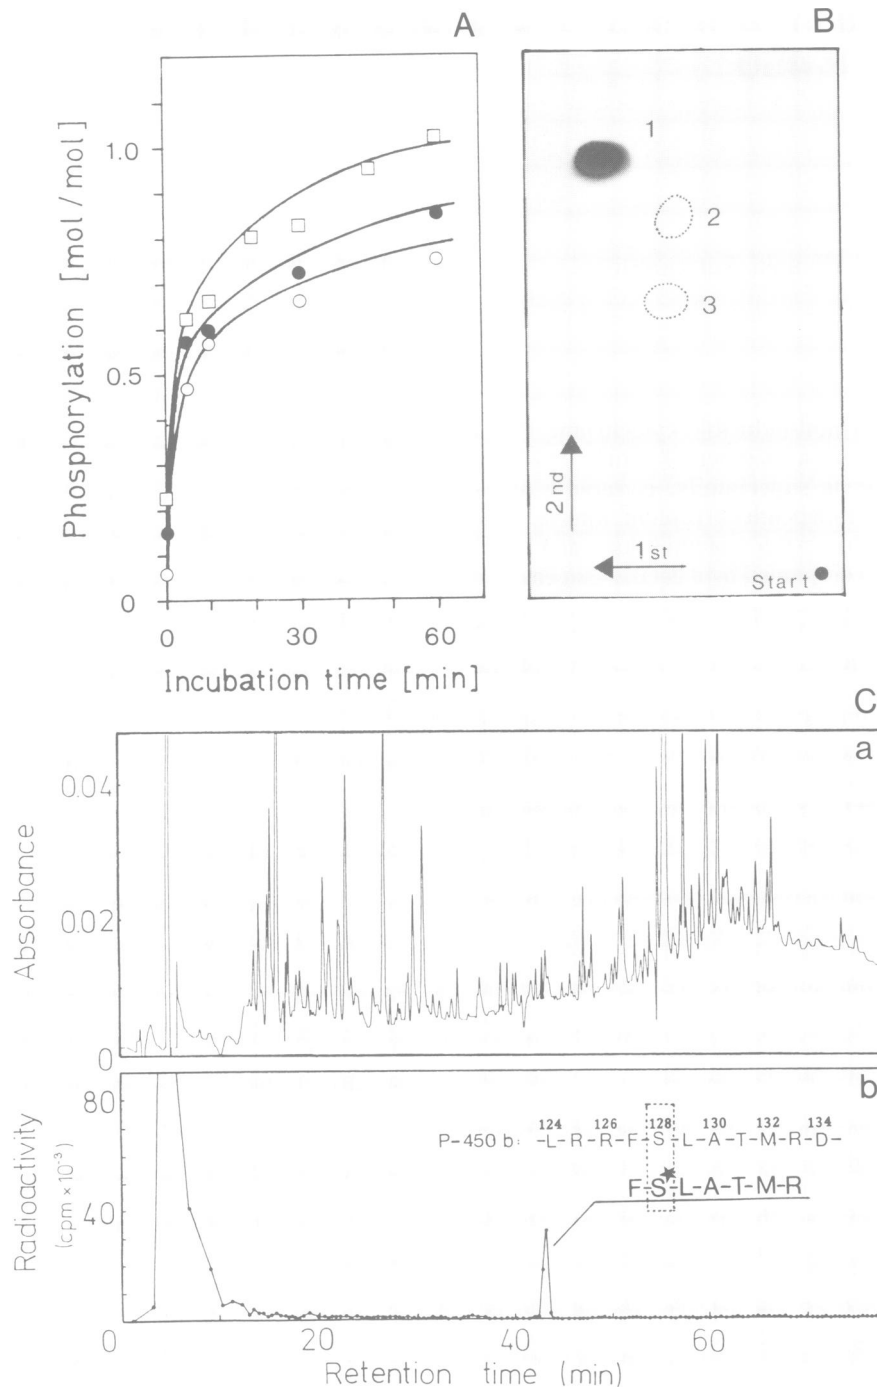 A
Phosphorylation [mol/mol]
1.0
0.5
0
0 30 60
Incubation time [min]
B
1
2
3
2nd
1st
Start
C
a
Absorbance
0.04
0.02
0
b
Radioactivity
(cpm × 10⁻³)
80
40
0
124 126 128 130 132 134
P-450 b: -L-R-R-F-S-L-A-T-M-R-D-
F-S-L-A-T-M-R
0 20 40 60
Retention time (min)